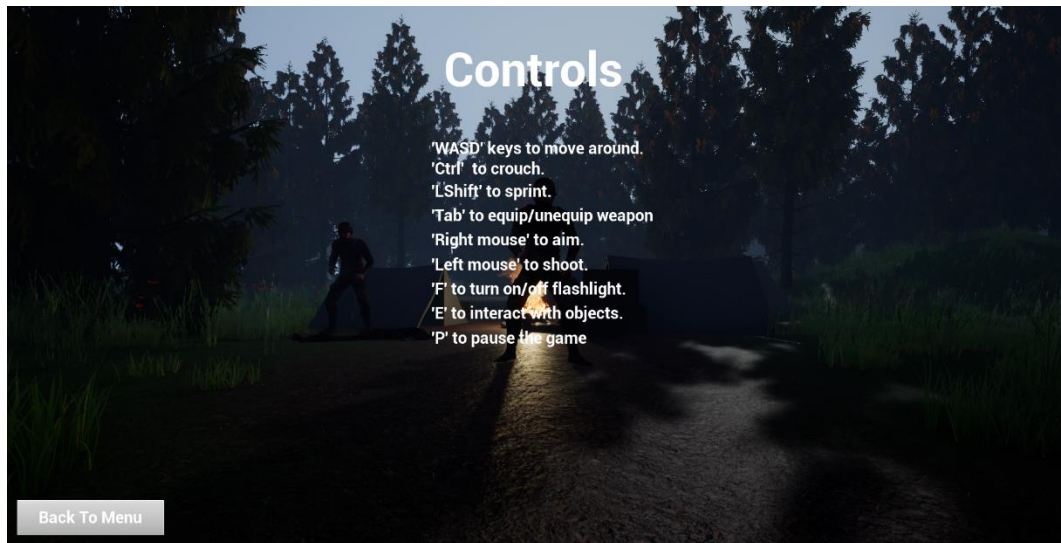 Controls
'WASD' keys to move around.
'Ctrl'  to crouch.
'LShift' to sprint.
'Tab' to equip/unequip weapon
'Right mouse' to aim.
'Left mouse' to shoot.
'F' to turn on/off flashlight.
'E' to interact with objects.
'P' to pause the game
Back To Menu